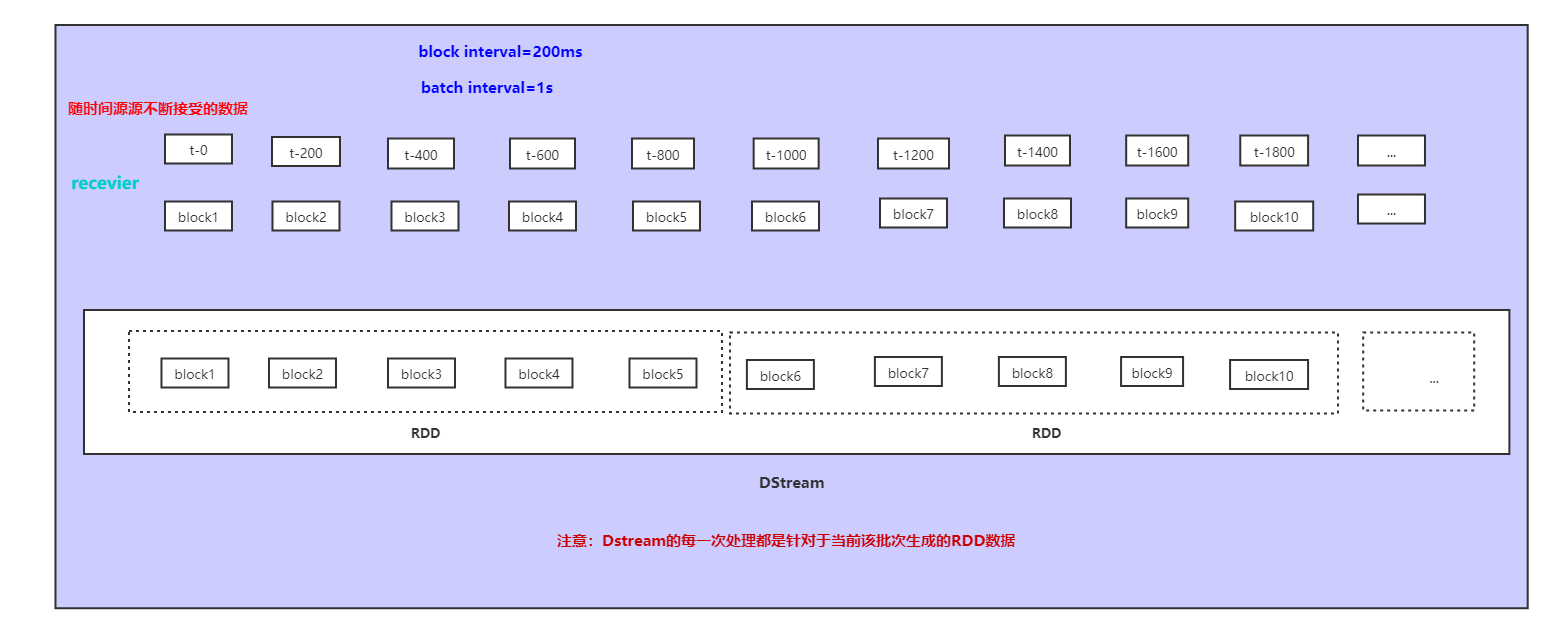 block interval=200ms
batch interval=1s
随时间源源不断接受的数据
t-0 t-200 t-400 t-600 t-800 t-1000 t-1200 t-1400 t-1600 t-1800 ...
recevier
block1 block2 block3 block4 block5 block6 block7 block8 block9 block10 ...
block1 block2 block3 block4 block5 block6 block7 block8 block9 block10 ...
RDD RDD
DStream
注意：Dstream的每一次处理都是针对于当前该批次生成的RDD数据